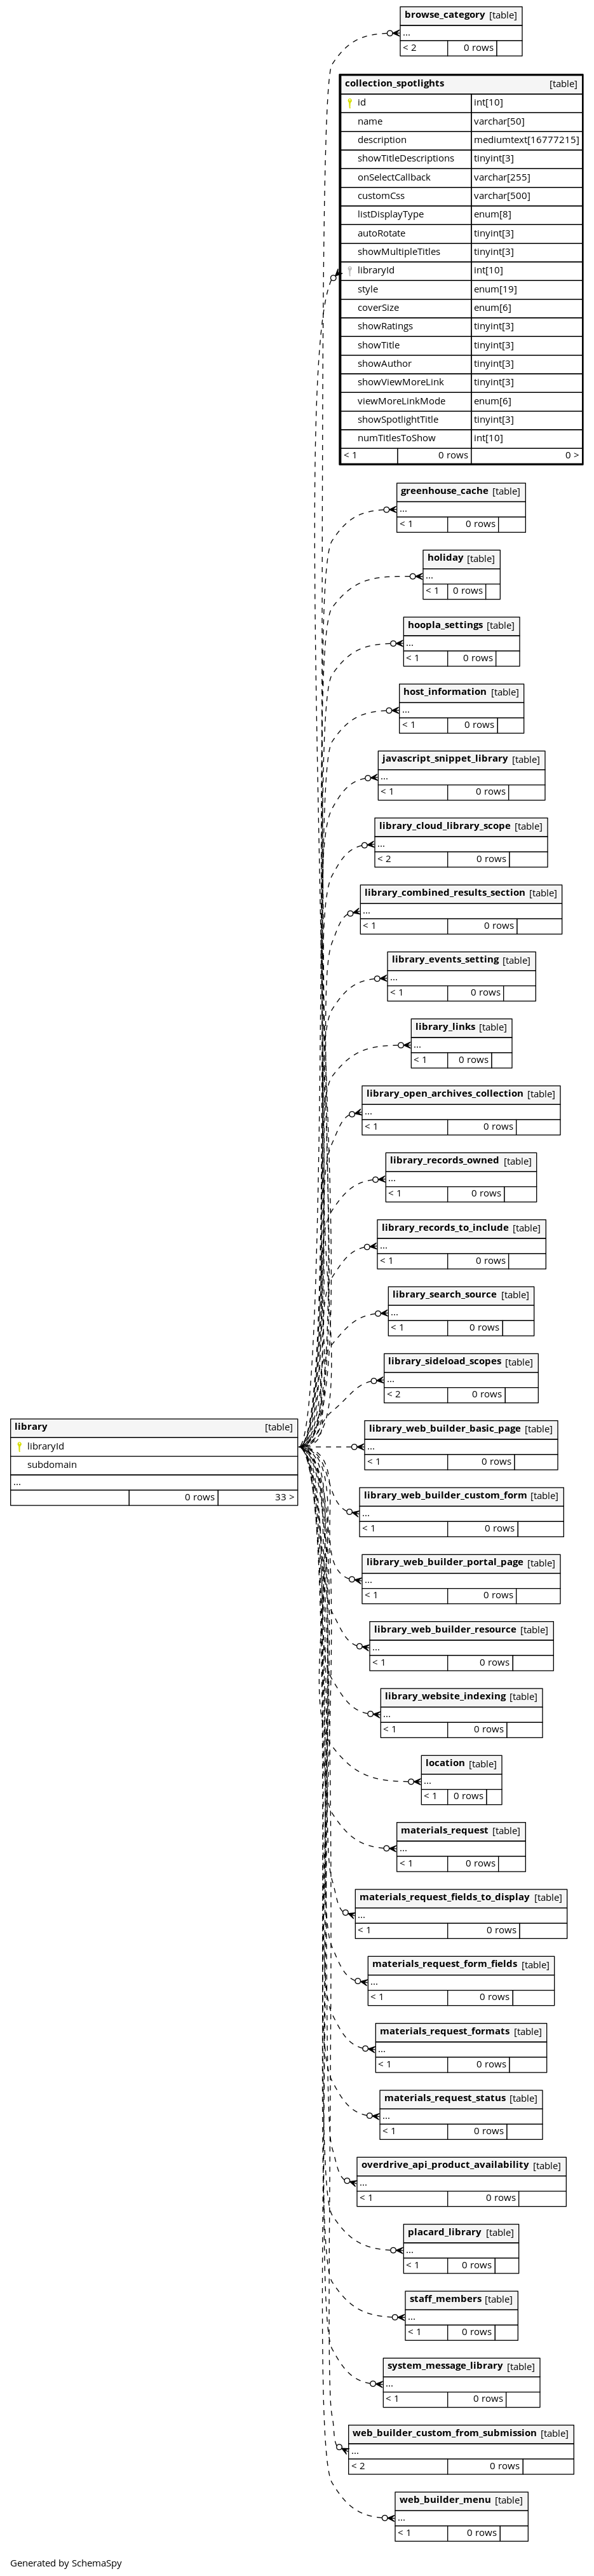 browse_category [table]
...
< 2 0 rows
collection_spotlights [table]
id int[10]
name varchar[50]
description mediumtext[16777215]
showTitleDescriptions tinyint[3]
onSelectCallback varchar[255]
customCss varchar[500]
listDisplayType enum[8]
autoRotate tinyint[3]
showMultipleTitles tinyint[3]
libraryId int[10]
style enum[19]
coverSize enum[6]
showRatings tinyint[3]
showTitle tinyint[3]
showAuthor tinyint[3]
showViewMoreLink tinyint[3]
viewMoreLinkMode enum[6]
showSpotlightTitle tinyint[3]
numTitlesToShow int[10]
< 1 0 rows 0 >
greenhouse_cache [table]
...
< 1 0 rows
holiday [table]
...
< 1 0 rows
hoopla_settings [table]
...
< 1 0 rows
host_information [table]
...
< 1 0 rows
javascript_snippet_library [table]
...
< 1 0 rows
library_cloud_library_scope [table]
...
< 2 0 rows
library_combined_results_section [table]
...
< 1 0 rows
library_events_setting [table]
...
< 1 0 rows
library_links [table]
...
< 1 0 rows
library_open_archives_collection [table]
...
< 1 0 rows
library_records_owned [table]
...
< 1 0 rows
library_records_to_include [table]
...
< 1 0 rows
library_search_source [table]
...
< 1 0 rows
library_sideload_scopes [table]
...
< 2 0 rows
library [table]
libraryId
subdomain
...
0 rows 33 >
library_web_builder_basic_page [table]
...
< 1 0 rows
library_web_builder_custom_form [table]
...
< 1 0 rows
library_web_builder_portal_page [table]
...
< 1 0 rows
library_web_builder_resource [table]
...
< 1 0 rows
library_website_indexing [table]
...
< 1 0 rows
location [table]
...
< 1 0 rows
materials_request [table]
...
< 1 0 rows
materials_request_fields_to_display [table]
...
< 1 0 rows
materials_request_form_fields [table]
...
< 1 0 rows
materials_request_formats [table]
...
< 1 0 rows
materials_request_status [table]
...
< 1 0 rows
overdrive_api_product_availability [table]
...
< 1 0 rows
placard_library [table]
...
< 1 0 rows
staff_members [table]
...
< 1 0 rows
system_message_library [table]
...
< 1 0 rows
web_builder_custom_from_submission [table]
...
< 2 0 rows
web_builder_menu [table]
...
< 1 0 rows
Generated by SchemaSpy